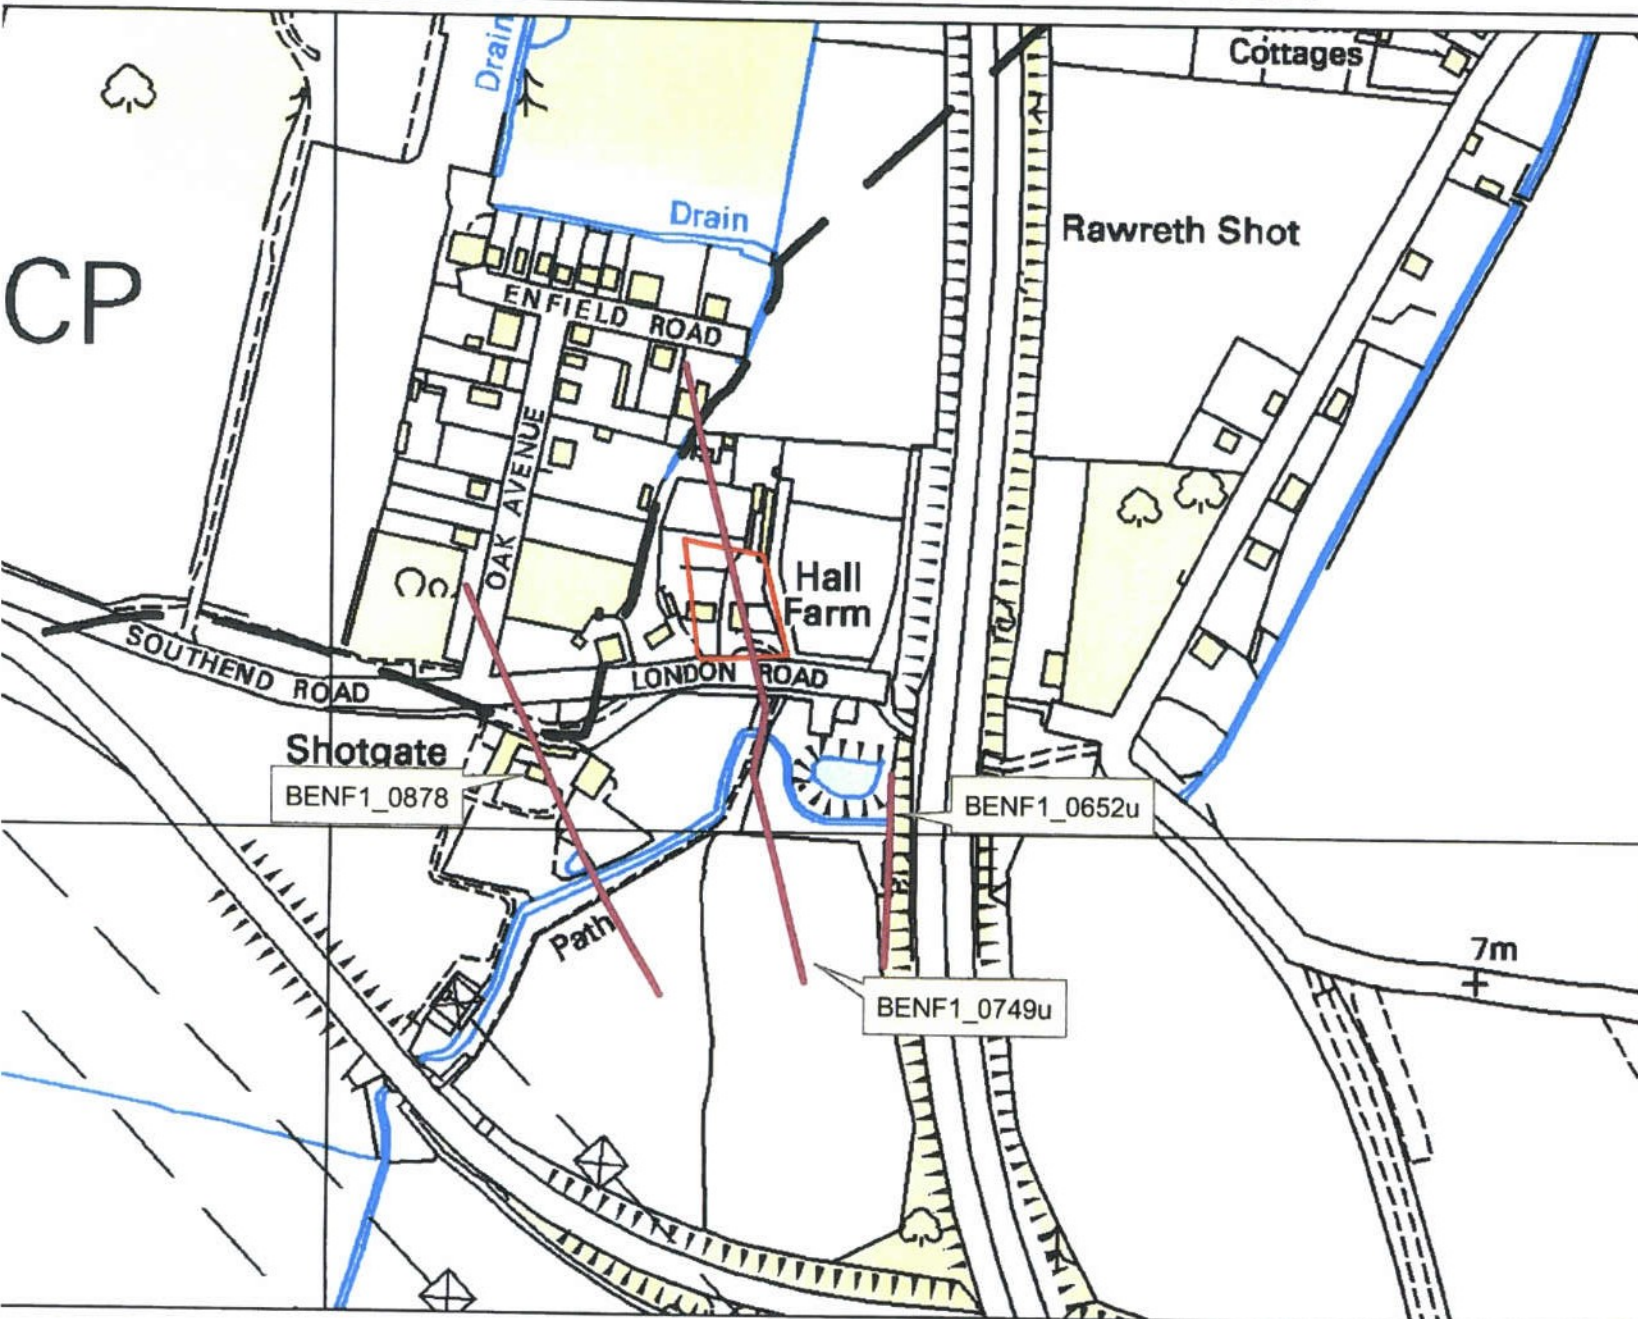 Drain
Cottages
Drain
Rawreth Shot
CP
ENFIELD ROAD
OAK AVENUE
Hall
Farm
SOUTHEND ROAD
LONDON ROAD
Shotgate
BENF1_0878
BENF1_0652u
Path
7m
BENF1_0749u